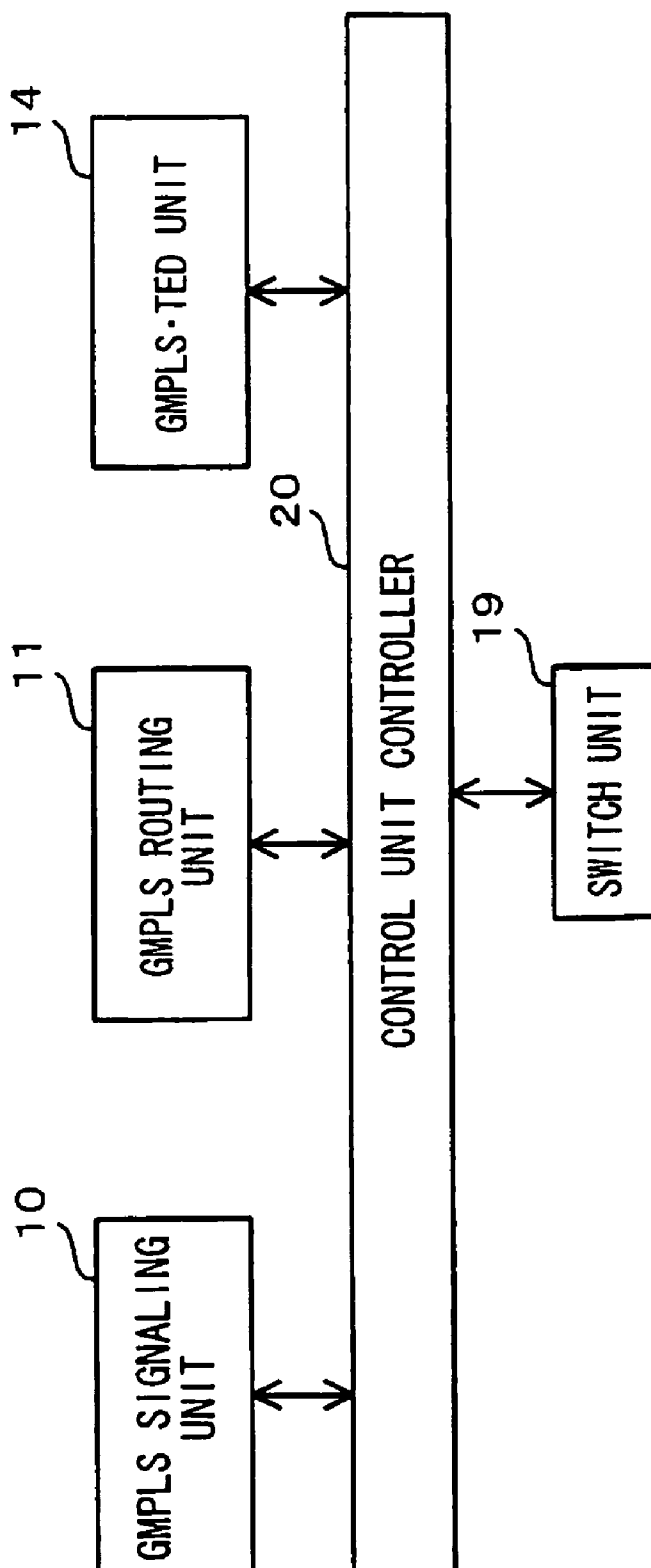 10
GMPLS SIGNALING
UNIT
11
GMPLS ROUTING
UNIT
14
GMPLS·TED UNIT
20
CONTROL UNIT CONTROLLER
19
SWITCH UNIT